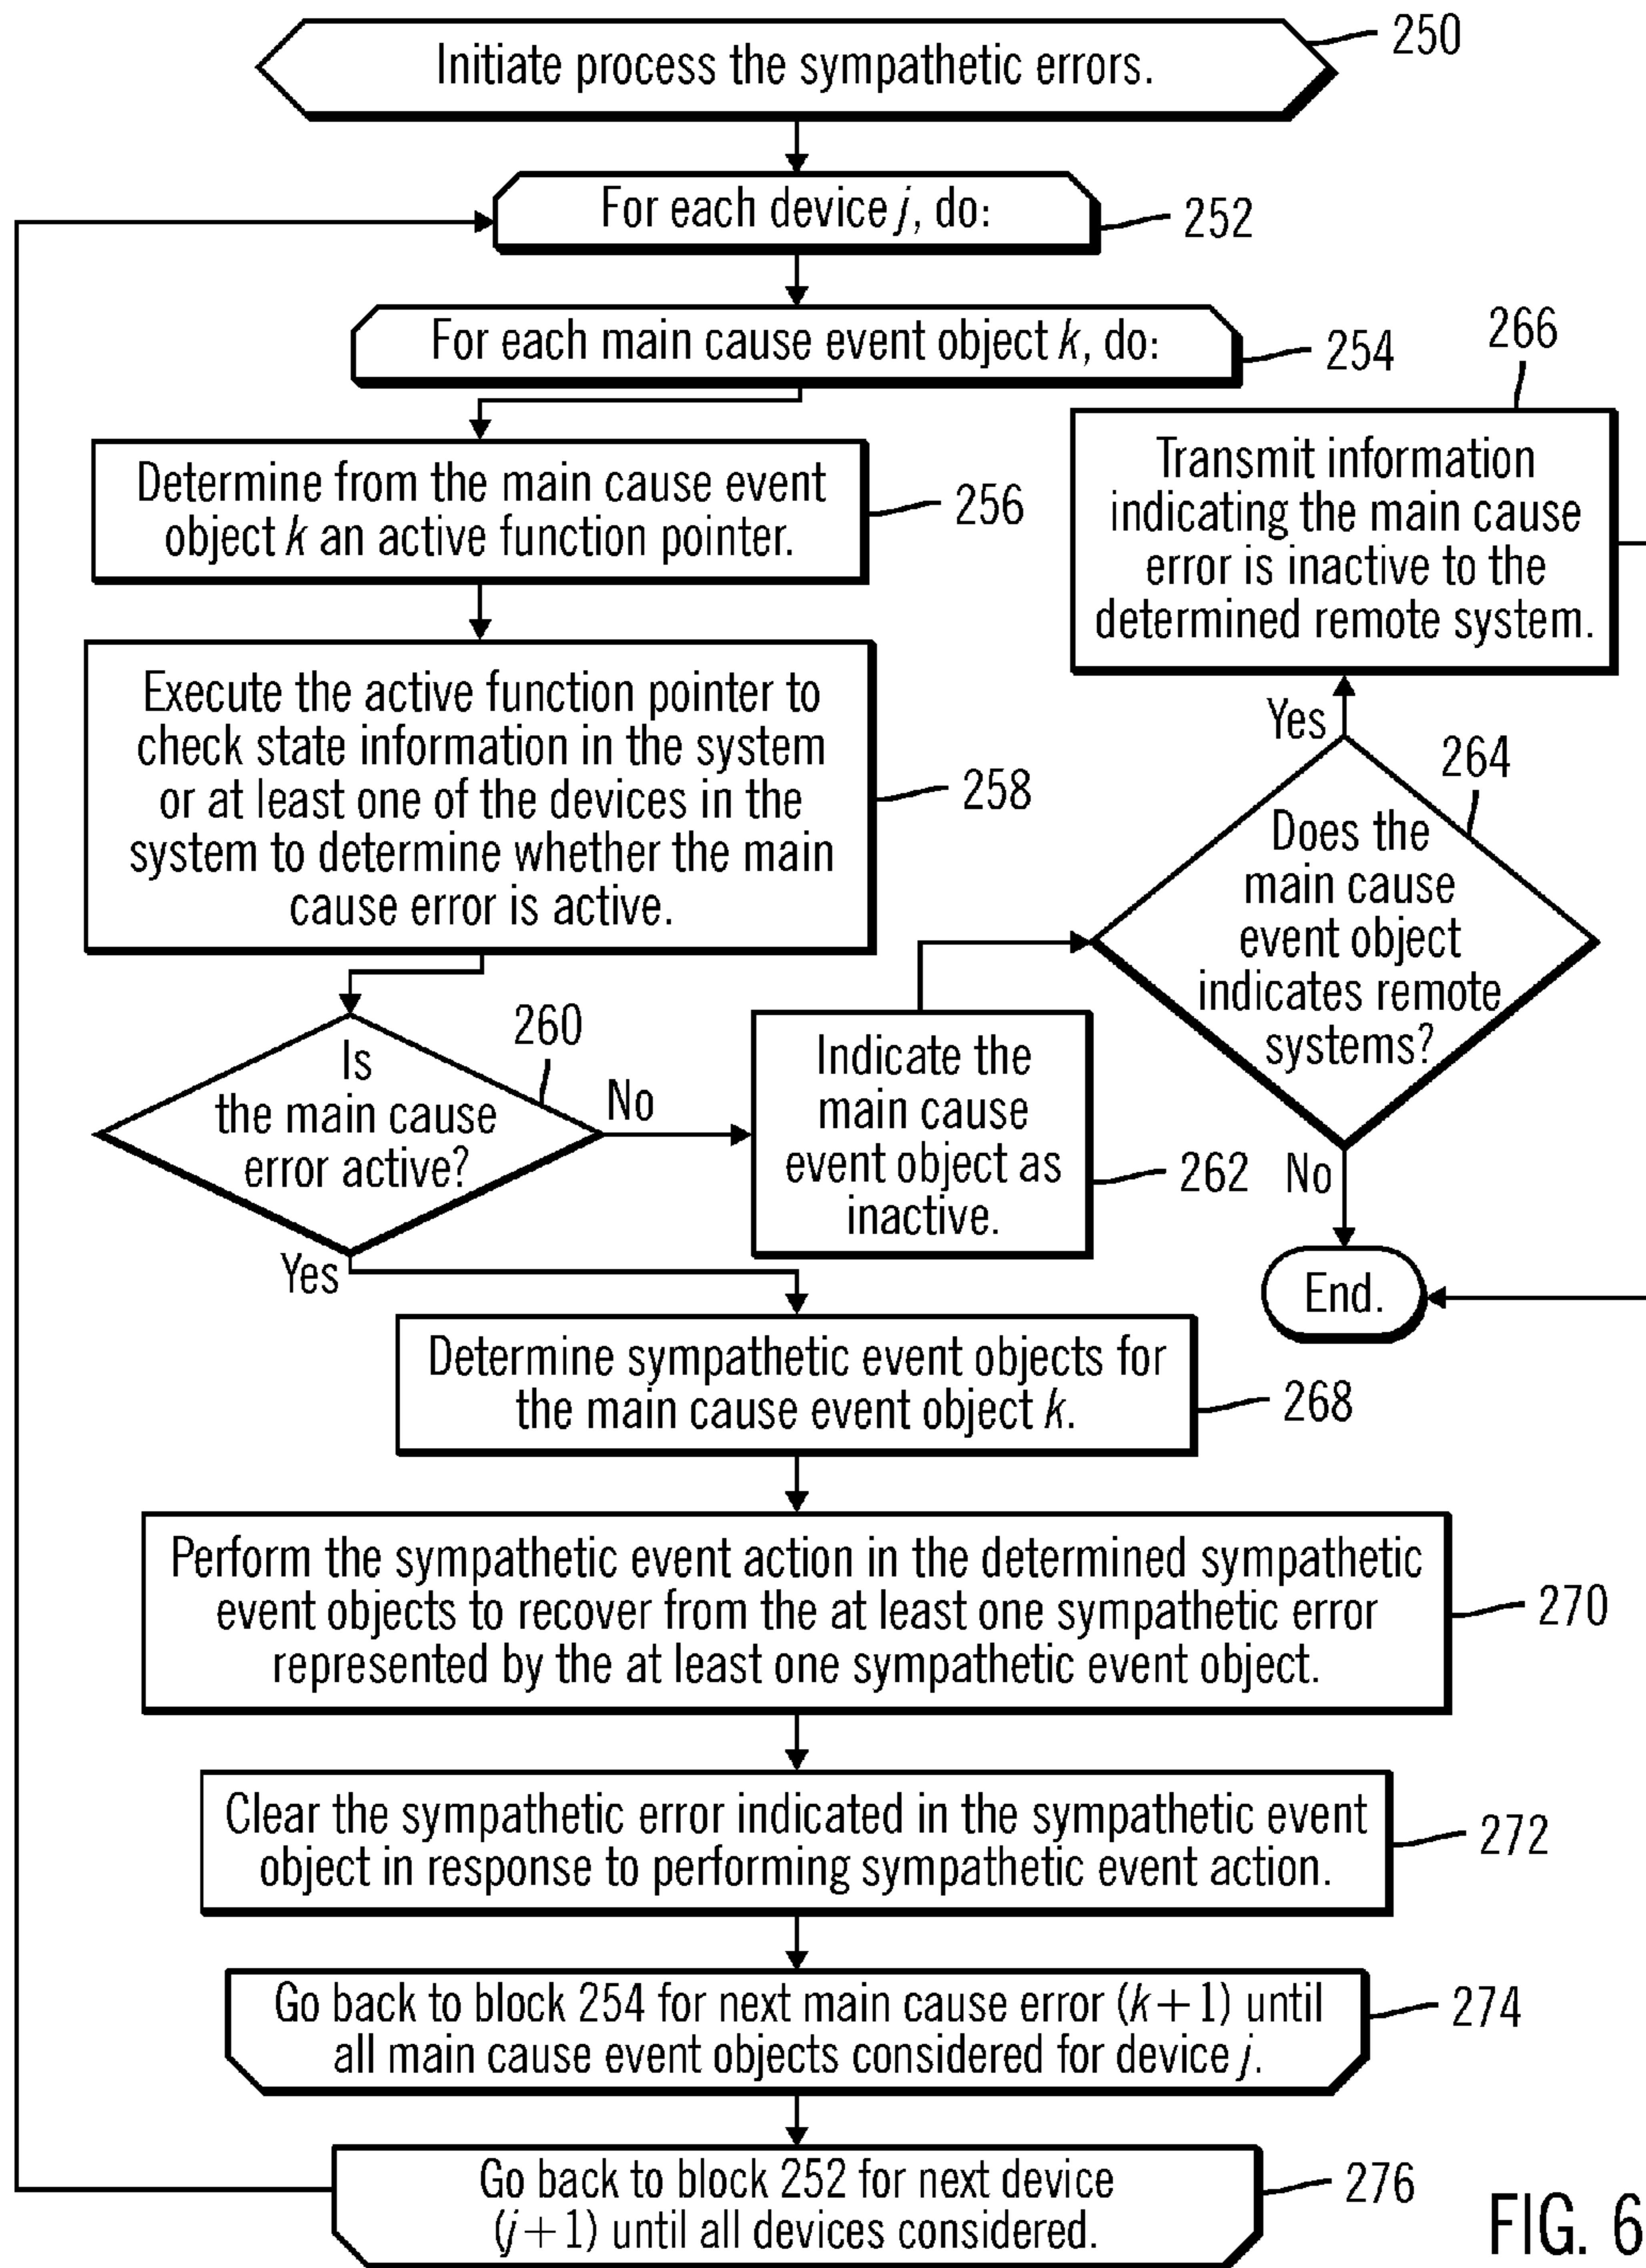 Initiate process the sympathetic errors.
250
For each device j, do:
252
For each main cause event object k, do:
254
Determine from the main cause event
object k an active function pointer.
256
Execute the active function pointer to
check state information in the system
or at least one of the devices in the
system to determine whether the main
cause error is active.
258
Is
the main cause
error active?
260
No
Yes
Indicate the
main cause
event object as
inactive.
262
Does the
main cause
event object
indicates remote
systems?
264
Yes
No
Transmit information
indicating the main cause
error is inactive to the
determined remote system.
266
End.
Determine sympathetic event objects for
the main cause event object k.
268
Perform the sympathetic event action in the determined sympathetic
event objects to recover from the at least one sympathetic error
represented by the at least one sympathetic event object.
270
Clear the sympathetic error indicated in the sympathetic event
object in response to performing sympathetic event action.
272
Go back to block 254 for next main cause error (k+1) until
all main cause event objects considered for device j.
274
Go back to block 252 for next device
(j+1) until all devices considered.
276
FIG. 6